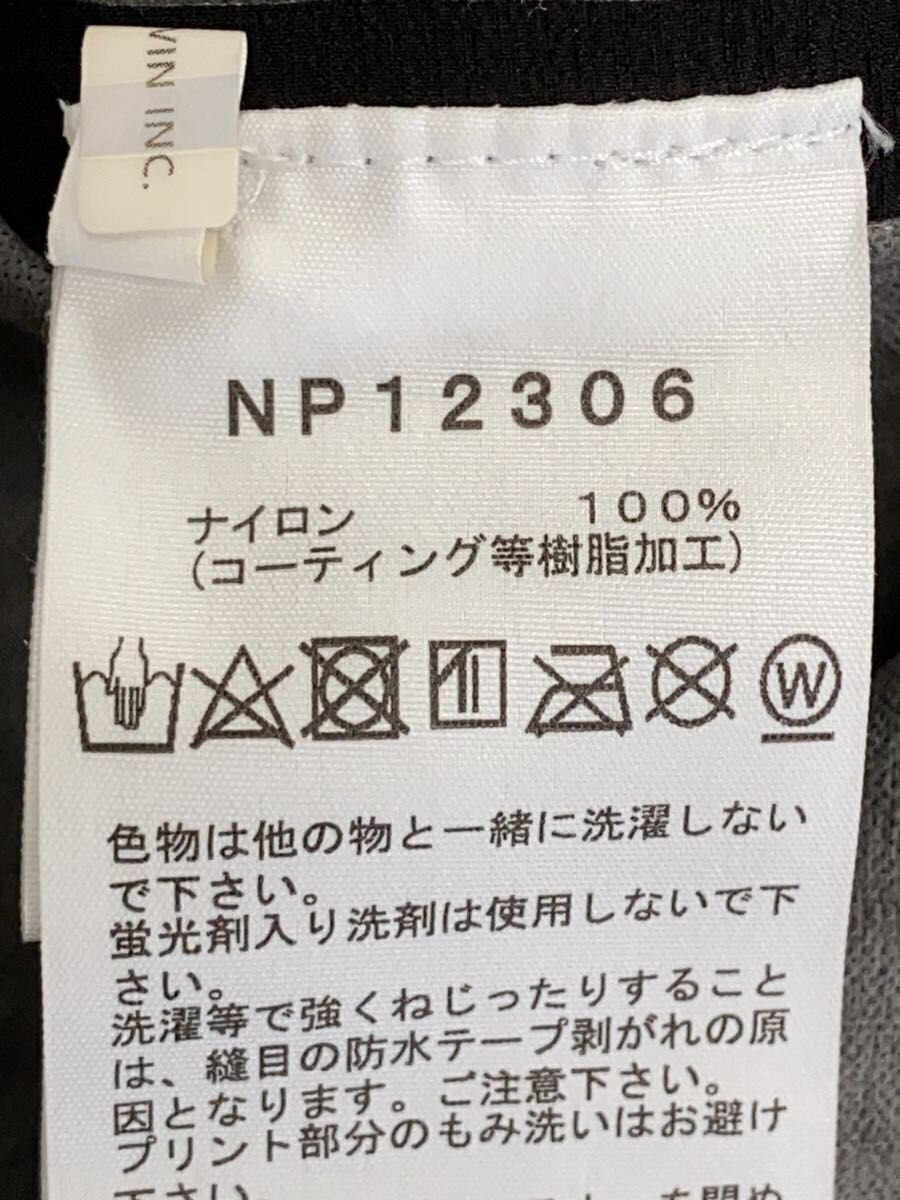 WIN INC.
NP12306
ナイロン 100%
(コーティング等樹脂加工)
W
色物は他の物と一緒に洗濯しない
で下さい。
蛍光剤入り洗剤は使用しないで下
さい。
洗濯等で強くねじったりすること
は、縫目の防水テープ剥がれの原
因となります。ご注意下さい。
プリント部分のもみ洗いはお避け
下さい。